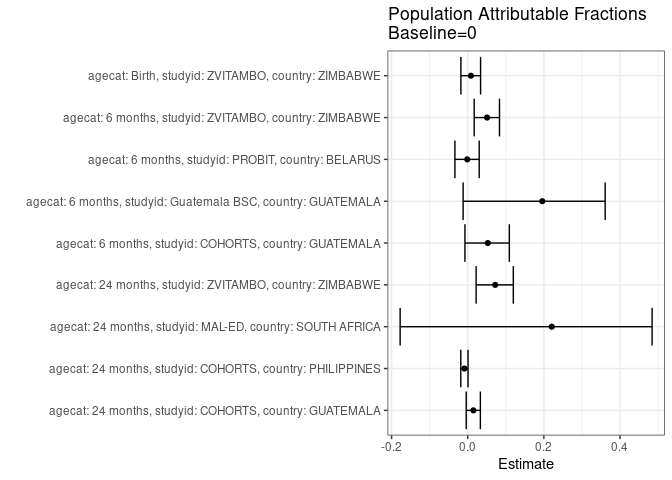 Population Attributable Fractions
Baseline=0
agecat: Birth, studyid: ZVITAMBO, country: ZIMBABWE
agecat: 6 months, studyid: ZVITAMBO, country: ZIMBABWE
agecat: 6 months, studyid: PROBIT, country: BELARUS
agecat: 6 months, studyid: Guatemala BSC, country: GUATEMALA
agecat: 6 months, studyid: COHORTS, country: GUATEMALA
agecat: 24 months, studyid: ZVITAMBO, country: ZIMBABWE
agecat: 24 months, studyid: MAL-ED, country: SOUTH AFRICA
agecat: 24 months, studyid: COHORTS, country: PHILIPPINES
agecat: 24 months, studyid: COHORTS, country: GUATEMALA
-0.2 0.0 0.2 0.4
Estimate